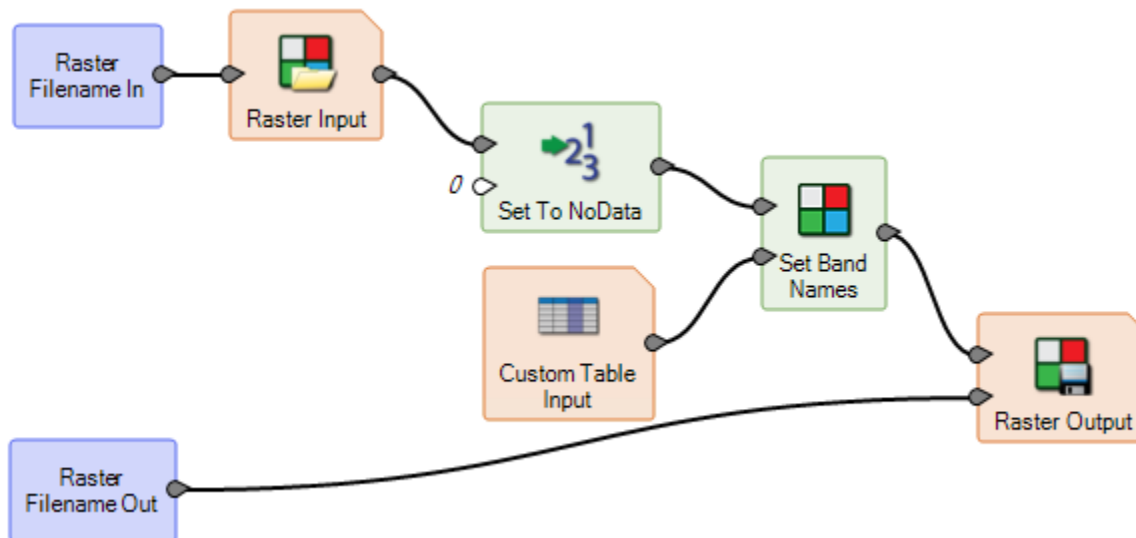 Raster
Filename In
Raster Input
0
Set To NoData
Set Band
Names
Custom Table
Input
Raster Output
Raster
Filename Out